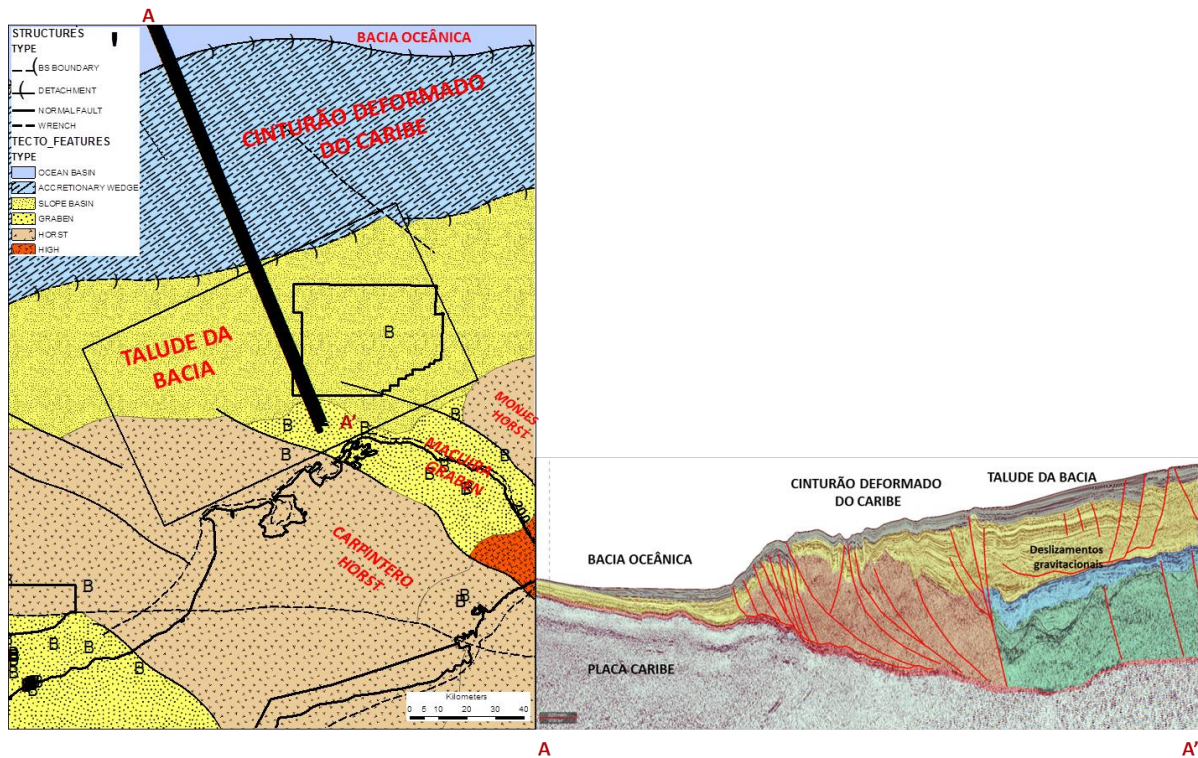 A
STRUCTURES
TYPE
BS BOUNDARY
DETACHMENT
NORMAL FAULT
WRENCH
TECTO_FEATURES
TYPE
OCEAN BASIN
ACCRETIONARY WEDGE
SLOPE BASIN
GRABEN
HORST
HIGH
BACIA OCEÂNICA
CINTURÃO DEFORMADO
DO CARIBE
B
TALUDE DA
BACIA
MONJES
HORST
B
A'
B
B
B
B
MACUIRA
GRABEN
B
B
B
B
200
CARPINTERO
HORST
B
B
B
B
B
B
B
B
Kilometers
0 5 10 20 30 40
CINTURÃO DEFORMADO
DO CARIBE
TALUDE DA BACIA
BACIA OCEÂNICA
Deslizamentos
gravitacionais
PLACA CARIBE
A
A'